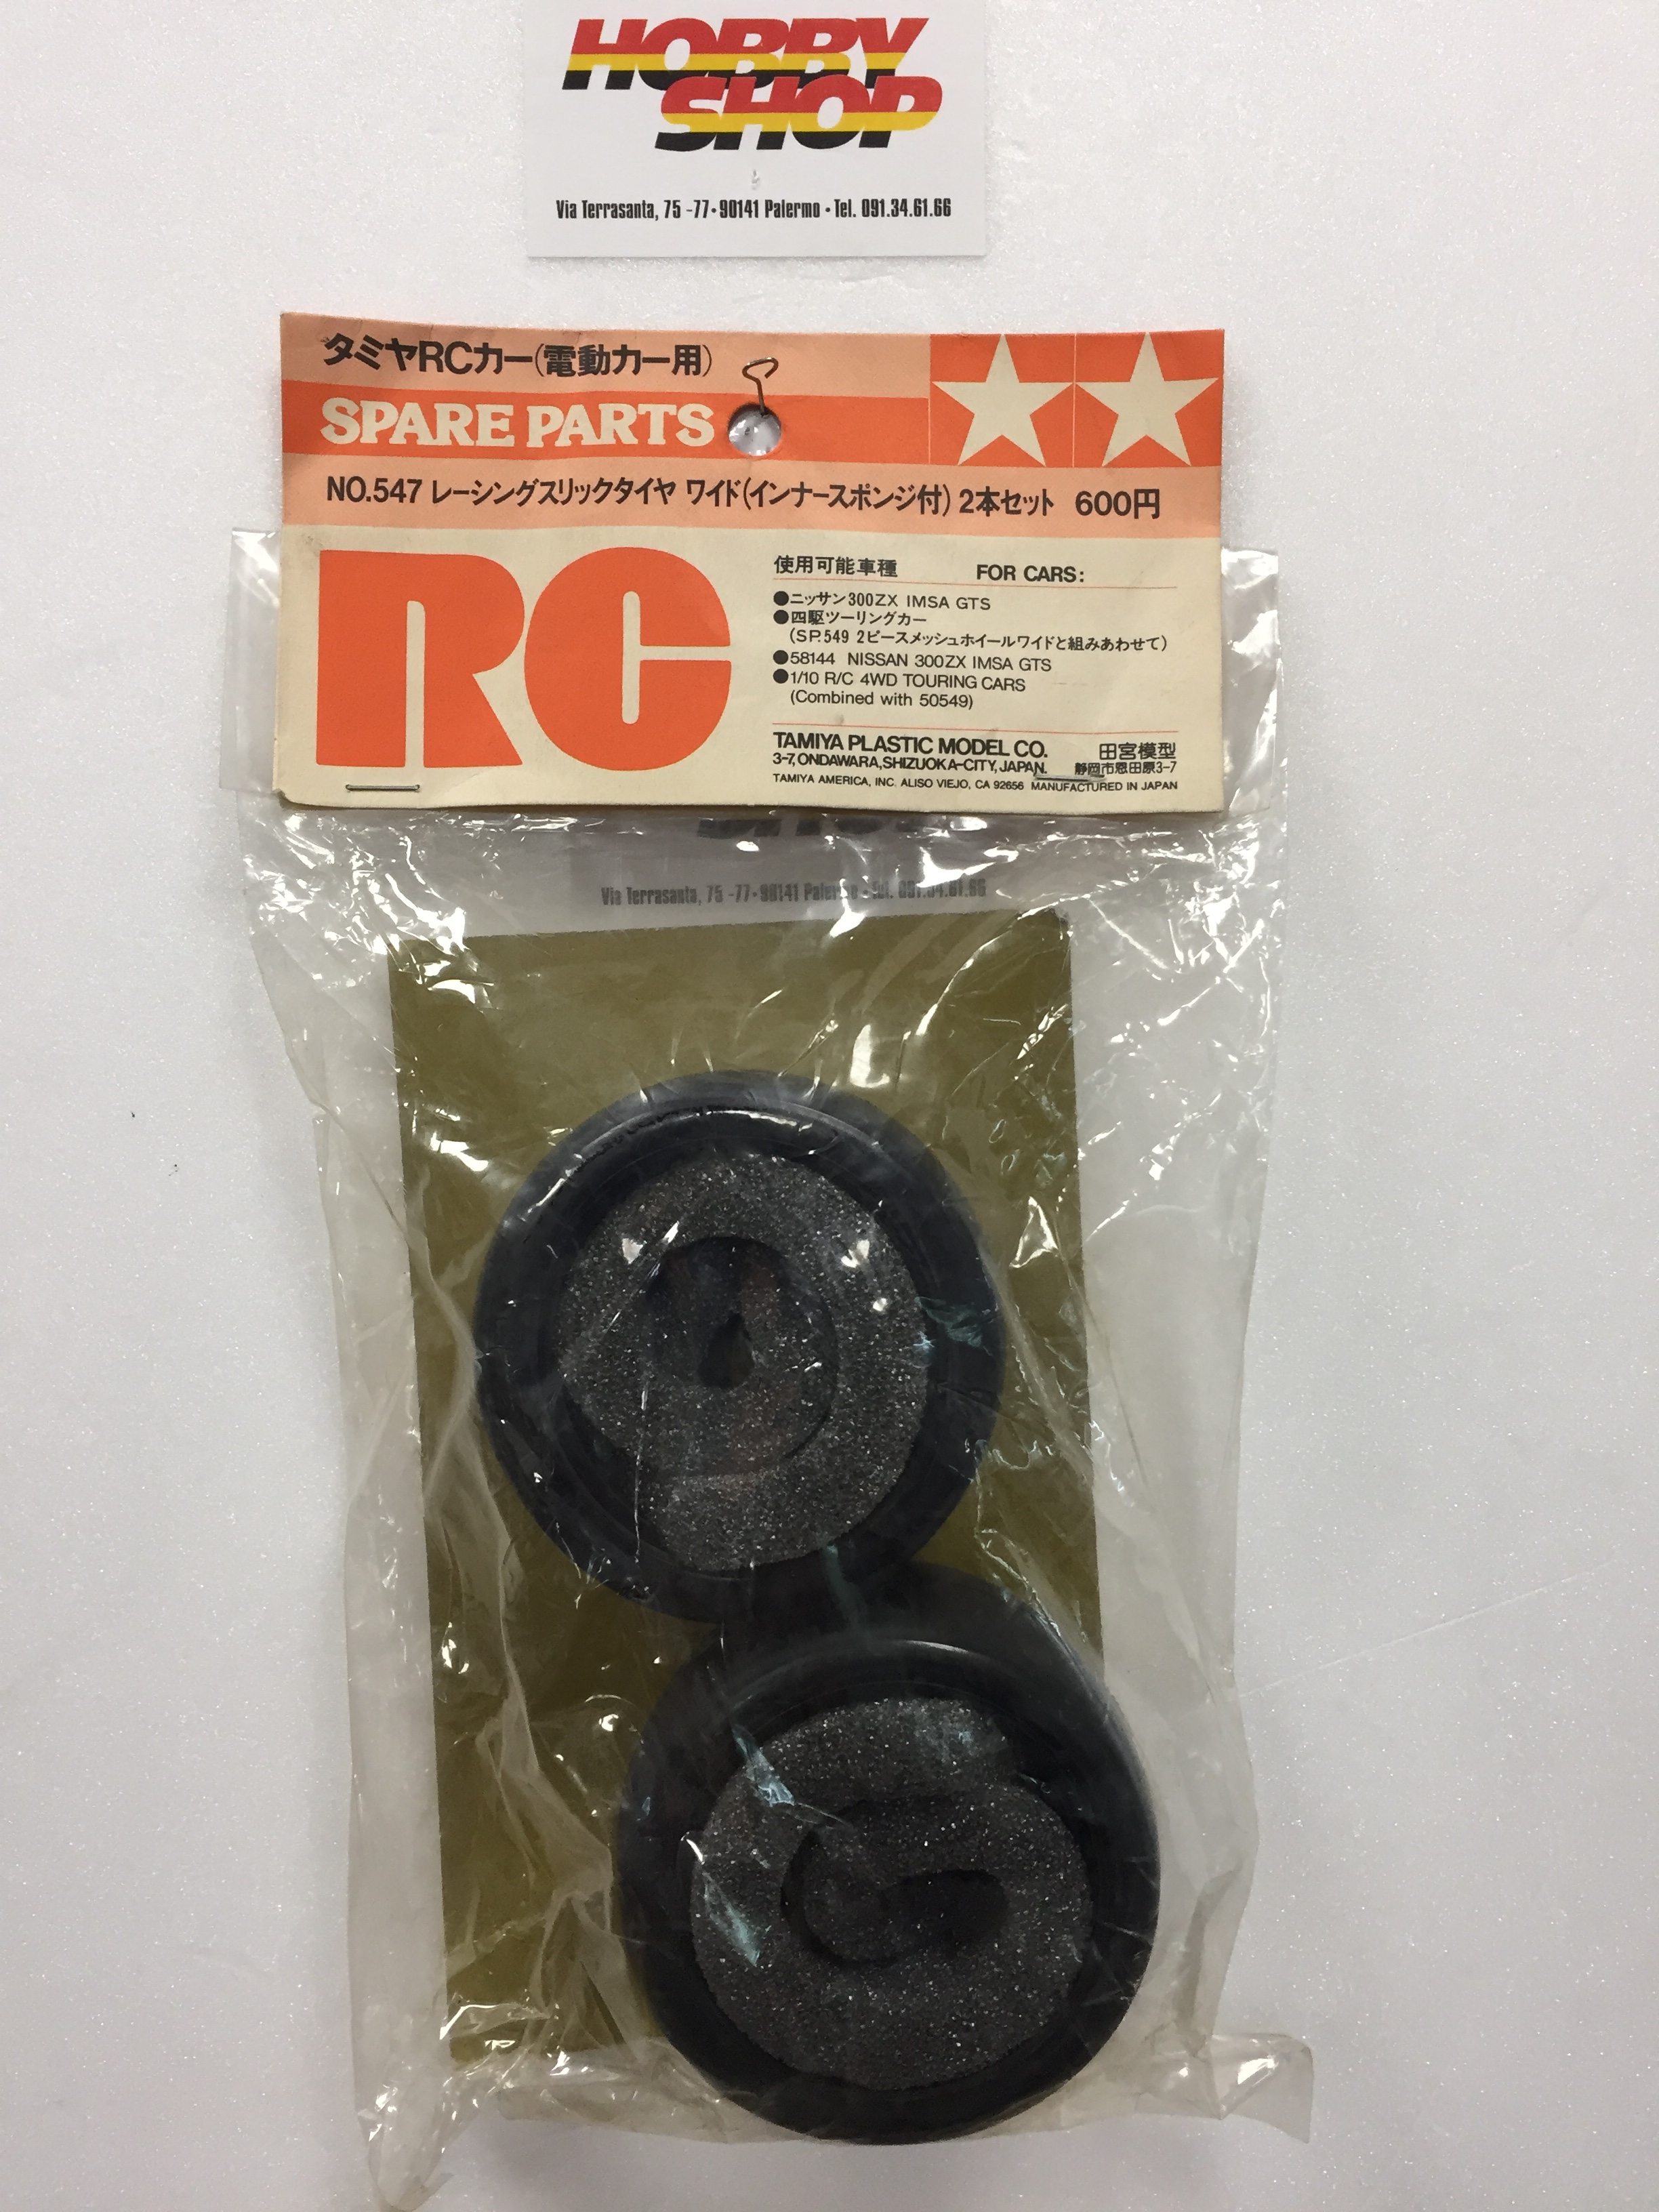 HOBBY
SHOP
Via Terrasanta, 75 -77•90141 Palermo • Tel. 091.34.61.66
タミヤRCカー(電動カー用)
SPARE PARTS
NO.547 レーシングスリックタイヤ ワイド(インナースポンジ付) 2本セット 600円
RC
使用可能車種 FOR CARS:
●ニッサン300ZX IMSA GTS
●四駆ツーリングカー
(SP.549 2ピースメッシュホイールワイドと組みあわせて)
●58144 NISSAN 300ZX IMSA GTS
●1/10 R/C 4WD TOURING CARS
(Combined with 50549)
TAMIYA PLASTIC MODEL CO. 田宮模型
3-7, ONDAWARA, SHIZUOKA-CITY, JAPAN. 静岡市恩田原3-7
TAMIYA AMERICA, INC. ALISO VIEJO, CA 92656 MANUFACTURED IN JAPAN
Via Terrasanta, 75 -77•90141 Palermo • Tel. 091.34.61.66